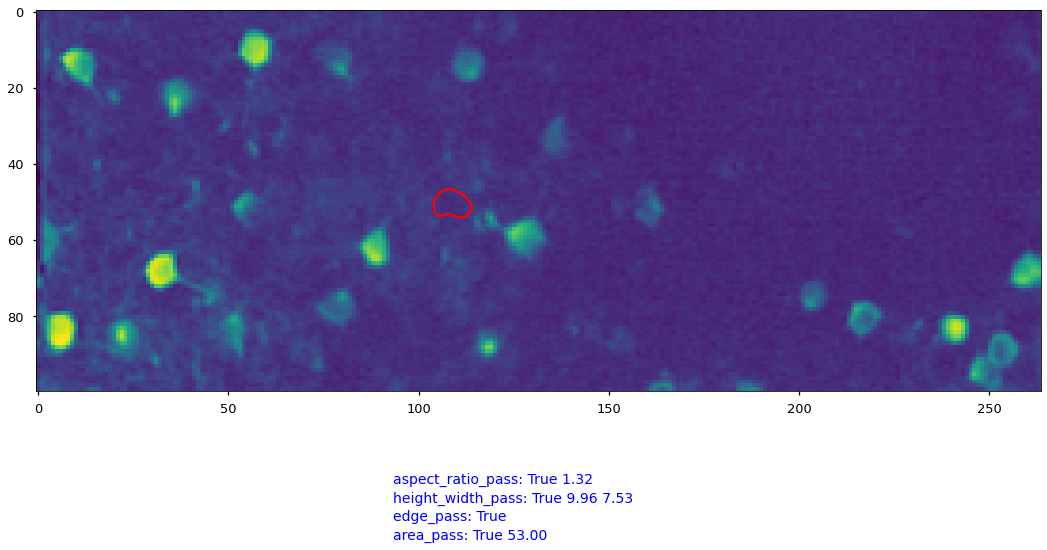 0
20
40
60
80
0
50
100
150
200
250
aspect_ratio_pass: True 1.32
height_width_pass: True 9.96 7.53
edge_pass: True
area_pass: True 53.00